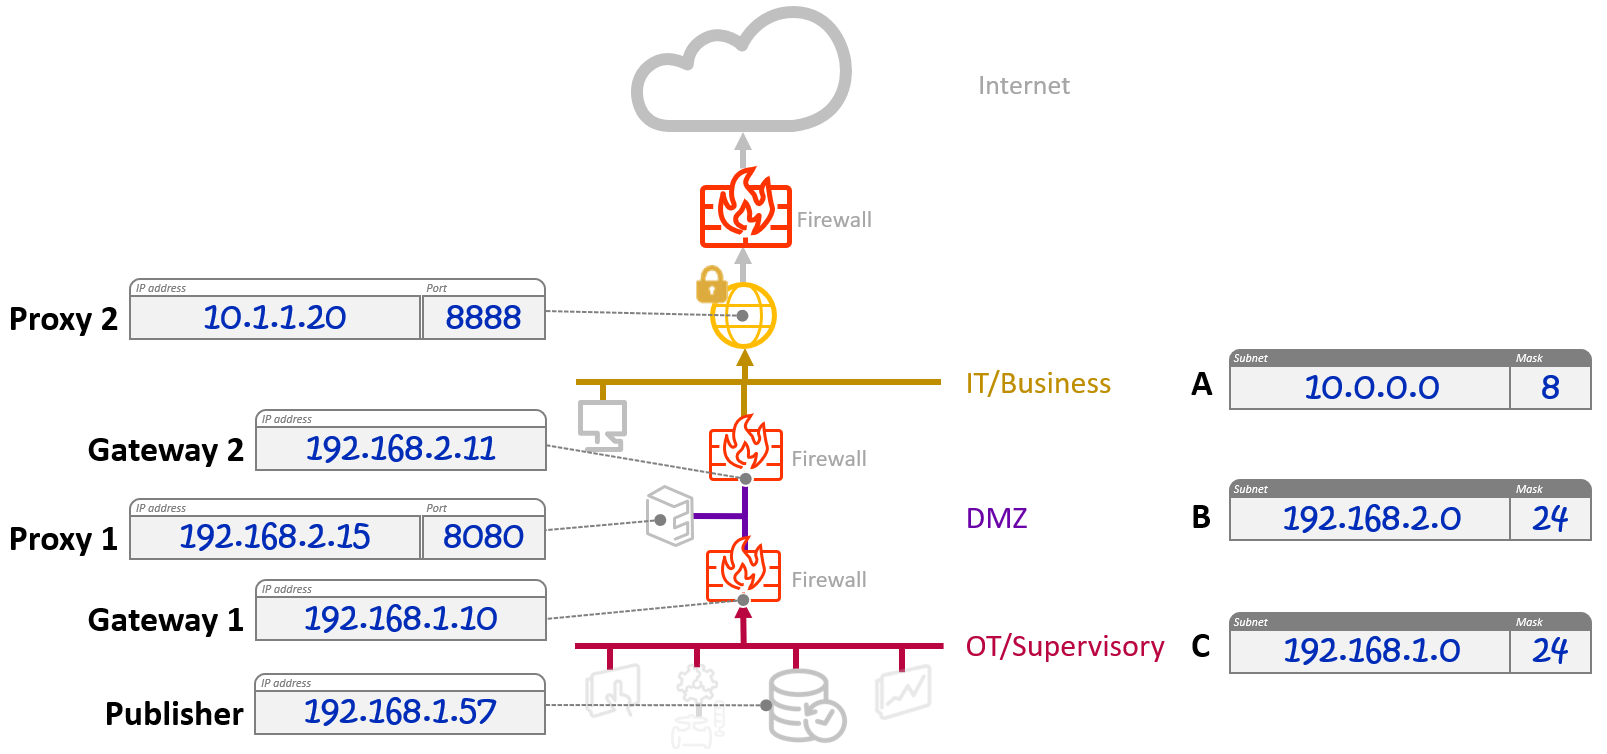 Internet
Firewall
IP address Port
Proxy 2 10.1.1.20 8888
Subnet Mask
IT/Business A 10.0.0.0 8
IP address
Gateway 2 192.168.2.11
Firewall
Subnet Mask
DMZ B 192.168.2.0 24
IP address Port
Proxy 1 192.168.2.15 8080
Firewall
IP address
Gateway 1 192.168.1.10
Subnet Mask
OT/Supervisory C 192.168.1.0 24
IP address
Publisher 192.168.1.57